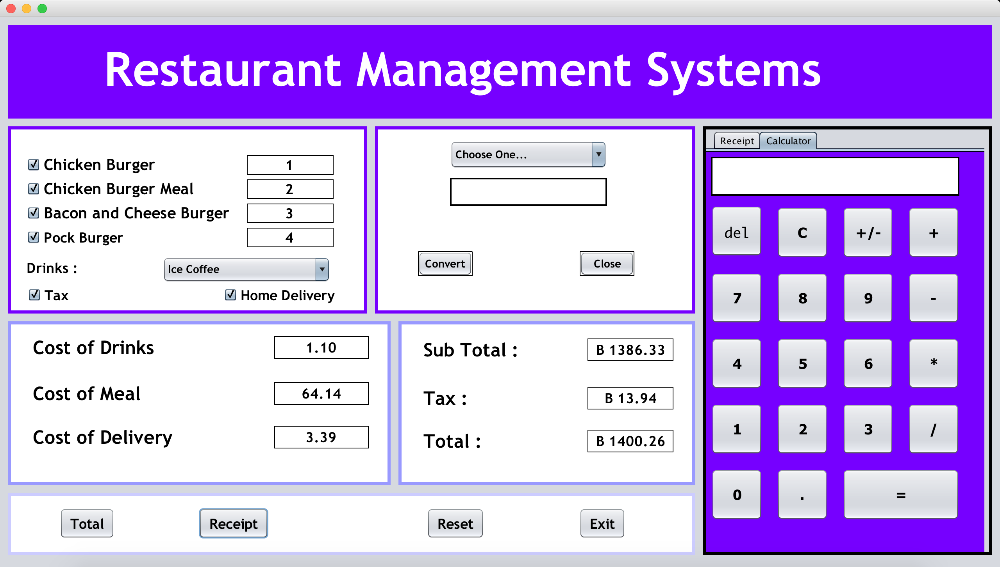 Restaurant Management Systems
Chicken Burger 1
Chicken Burger Meal 2
Bacon and Cheese Burger 3
Pock Burger 4
Drinks : Ice Coffee
Tax Home Delivery
Choose One...
Convert Close
Cost of Drinks 1.10
Cost of Meal 64.14
Cost of Delivery 3.39
Sub Total : B 1386.33
Tax : B 13.94
Total : B 1400.26
Total Receipt Reset Exit
Receipt Calculator
del C +/- +
7 8 9 -
4 5 6 *
1 2 3 /
0 . =